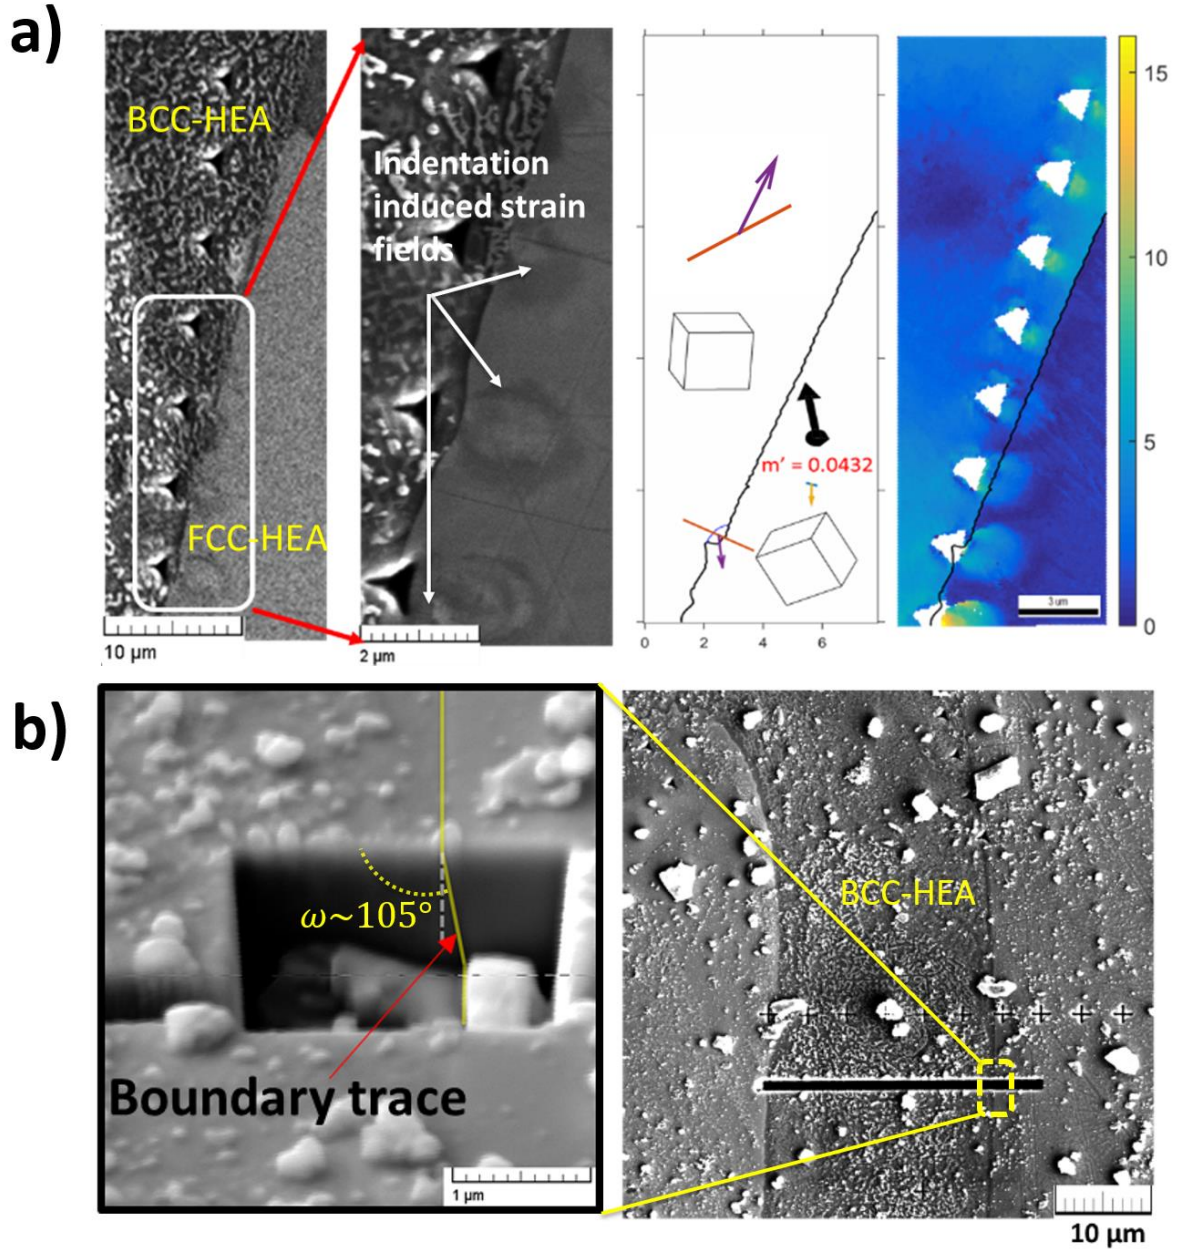 a)
BCC-HEA
FCC-HEA
10 µm
Indentation
induced strain
fields
2 µm
m’ = 0.0432
0
2
4
6
15
10
5
0
3 um
b)
ω~105°
Boundary trace
1 µm
BCC-HEA
10 µm